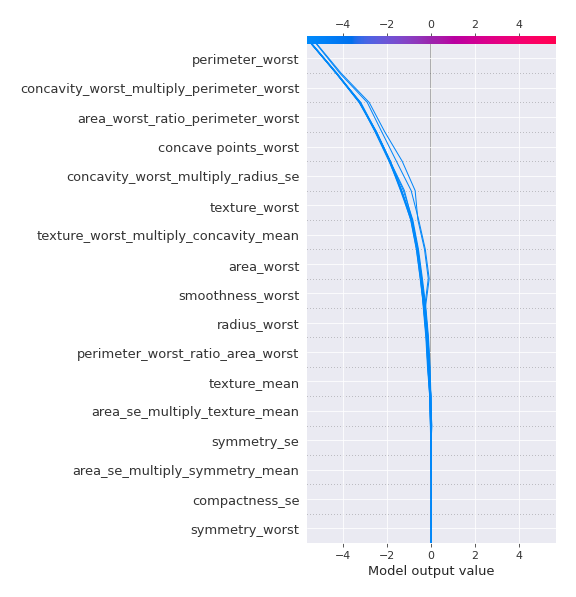 −4 −2 0 2 4
perimeter_worst
concavity_worst_multiply_perimeter_worst
area_worst_ratio_perimeter_worst
concave points_worst
concavity_worst_multiply_radius_se
texture_worst
texture_worst_multiply_concavity_mean
area_worst
smoothness_worst
radius_worst
perimeter_worst_ratio_area_worst
texture_mean
area_se_multiply_texture_mean
symmetry_se
area_se_multiply_symmetry_mean
compactness_se
symmetry_worst
−4 −2 0 2 4
Model output value